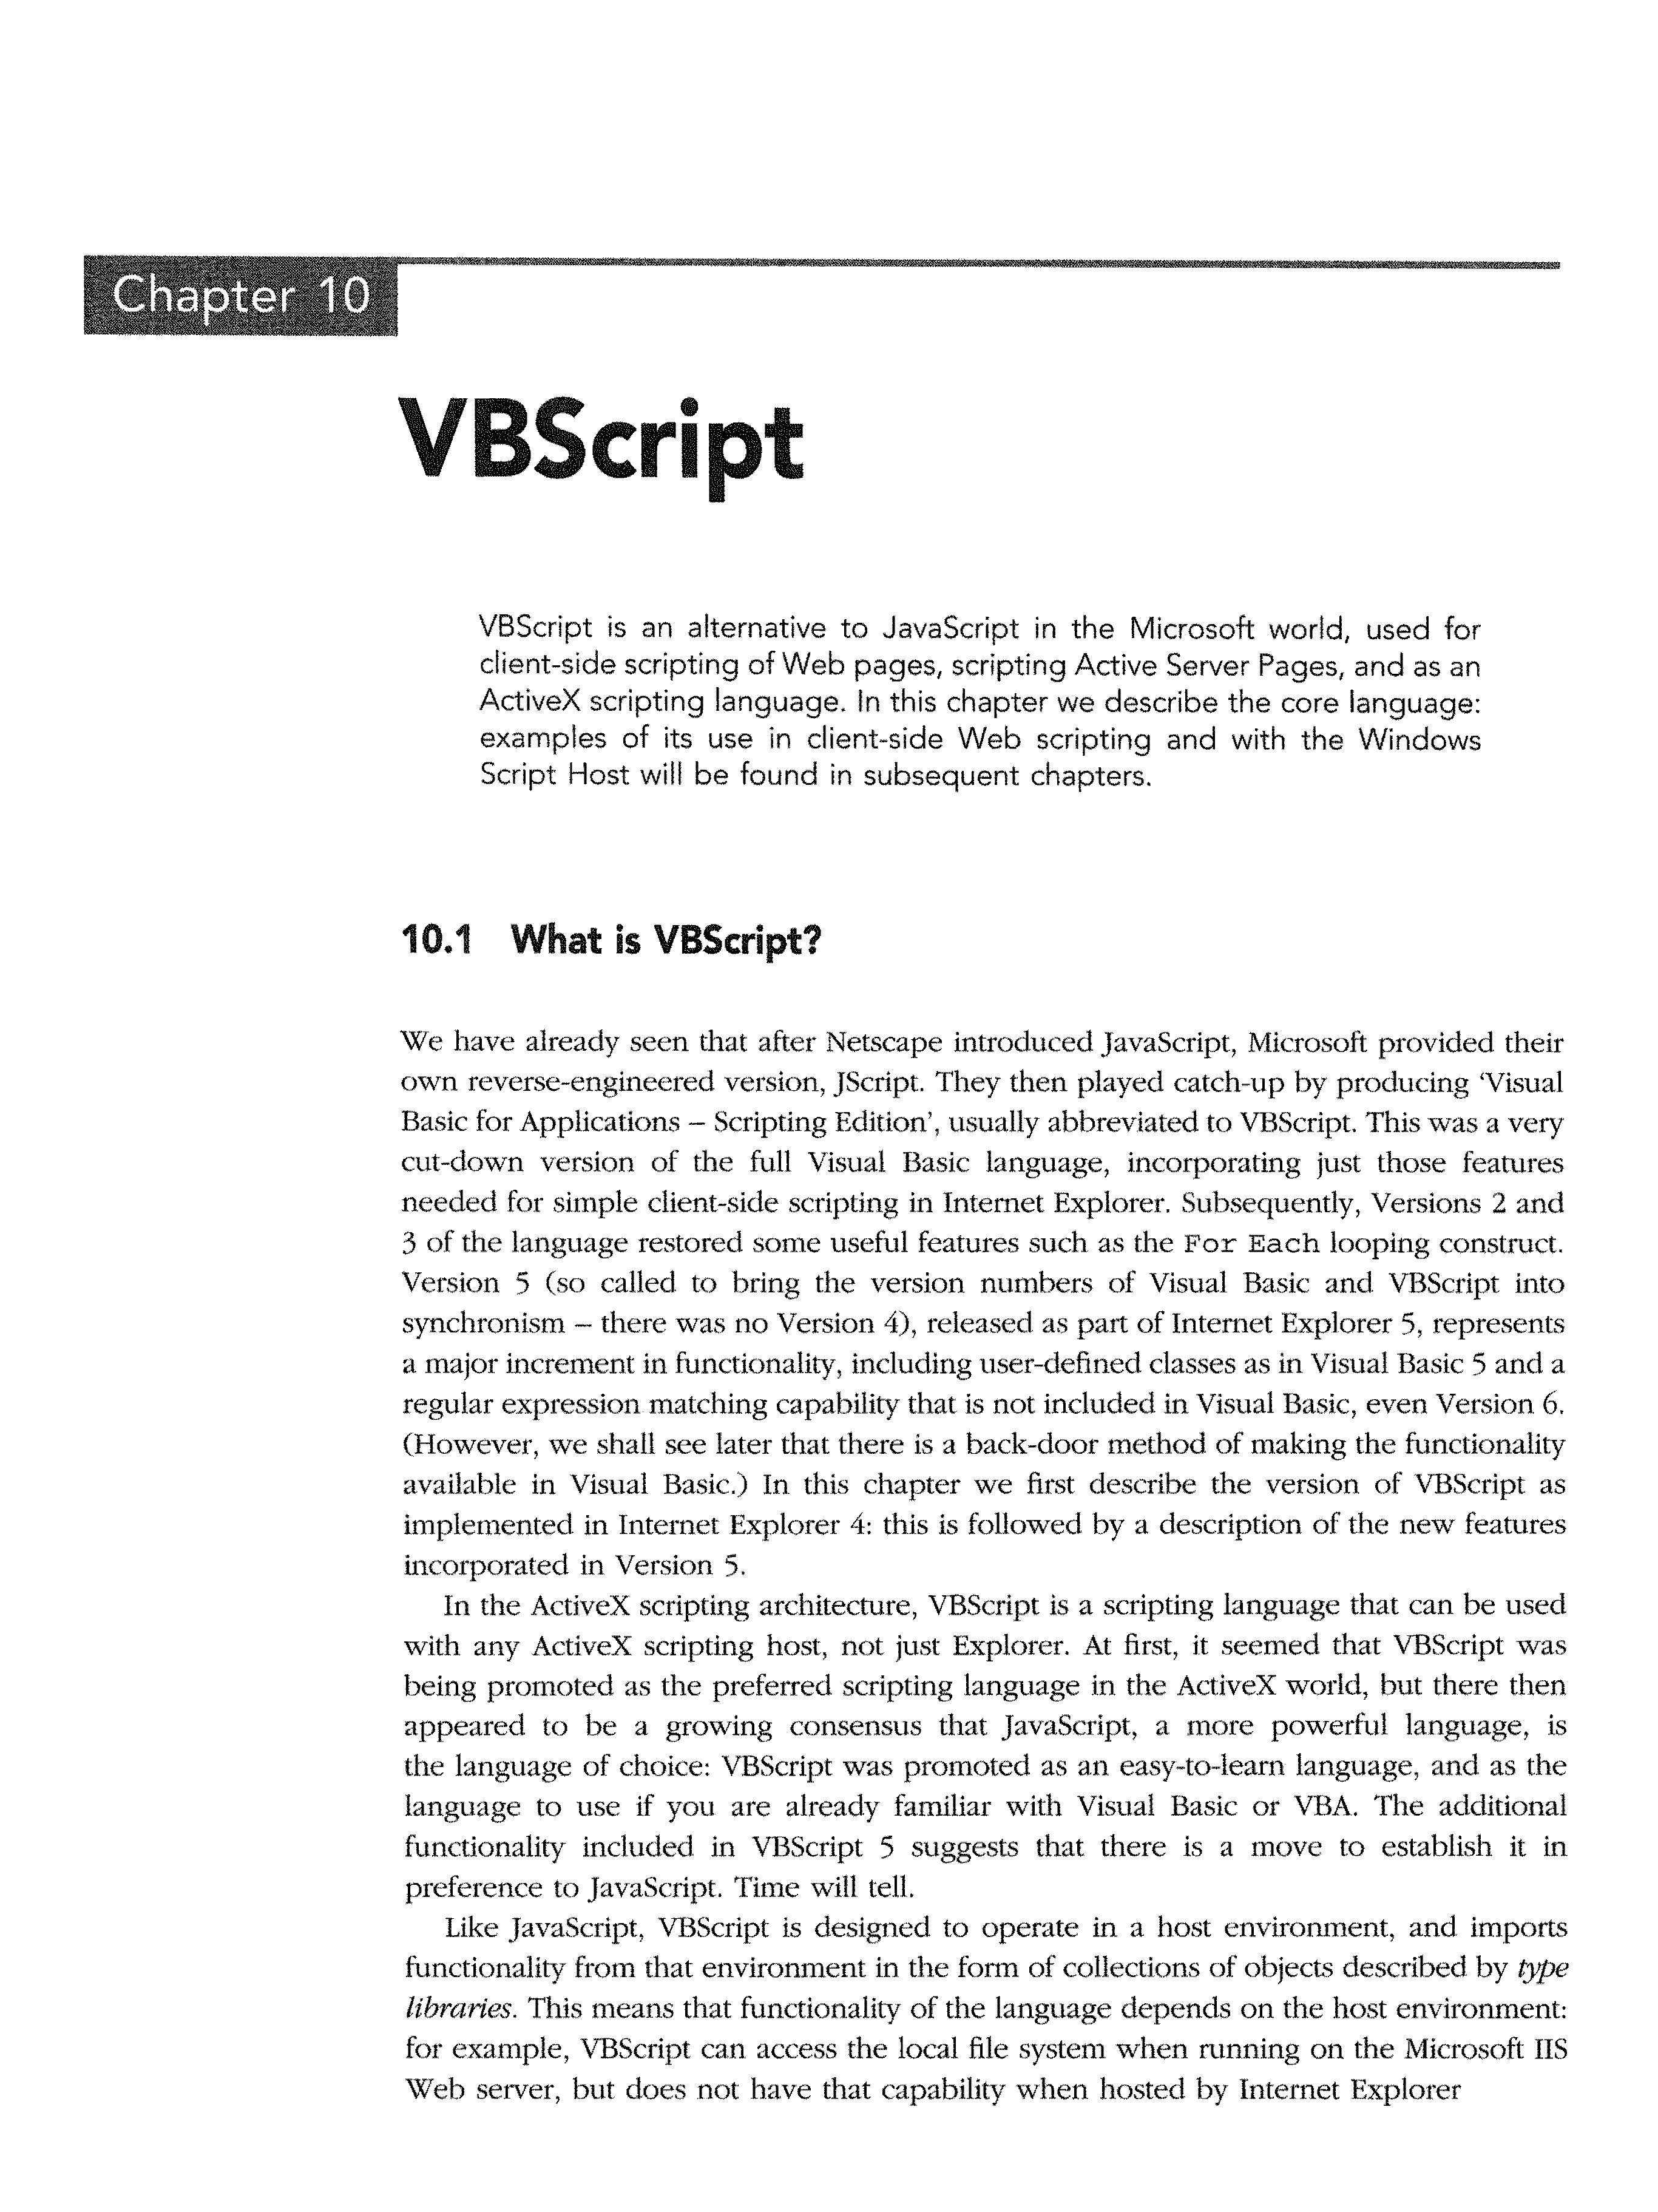 Chapter 10
VBScript
VBScript is an alternative to JavaScript in the Microsoft world, used for
client-side scripting of Web pages, scripting Active Server Pages, and as an
ActiveX scripting language. In this chapter we describe the core language:
examples of its use in client-side Web scripting and with the Windows
Script Host will be found in subsequent chapters.
10.1 What is VBScript?
We have already seen that after Netscape introduced JavaScript, Microsoft provided their
own reverse-engineered version, JScript. They then played catch-up by producing ‘Visual
Basic for Applications – Scripting Edition’, usually abbreviated to VBScript. This was a very
cut-down version of the full Visual Basic language, incorporating just those features
needed for simple client-side scripting in Internet Explorer. Subsequently, Versions 2 and
3 of the language restored some useful features such as the For Each looping construct.
Version 5 (so called to bring the version numbers of Visual Basic and VBScript into
synchronism – there was no Version 4), released as part of Internet Explorer 5, represents
a major increment in functionality, including user-defined classes as in Visual Basic 5 and a
regular expression matching capability that is not included in Visual Basic, even Version 6.
(However, we shall see later that there is a back-door method of making the functionality
available in Visual Basic.) In this chapter we first describe the version of VBScript as
implemented in Internet Explorer 4: this is followed by a description of the new features
incorporated in Version 5.
In the ActiveX scripting architecture, VBScript is a scripting language that can be used
with any ActiveX scripting host, not just Explorer. At first, it seemed that VBScript was
being promoted as the preferred scripting language in the ActiveX world, but there then
appeared to be a growing consensus that JavaScript, a more powerful language, is
the language of choice: VBScript was promoted as an easy-to-learn language, and as the
language to use if you are already familiar with Visual Basic or VBA. The additional
functionality included in VBScript 5 suggests that there is a move to establish it in
preference to JavaScript. Time will tell.
Like JavaScript, VBScript is designed to operate in a host environment, and imports
functionality from that environment in the form of collections of objects described by type
libraries. This means that functionality of the language depends on the host environment:
for example, VBScript can access the local file system when running on the Microsoft IIS
Web server, but does not have that capability when hosted by Internet Explorer